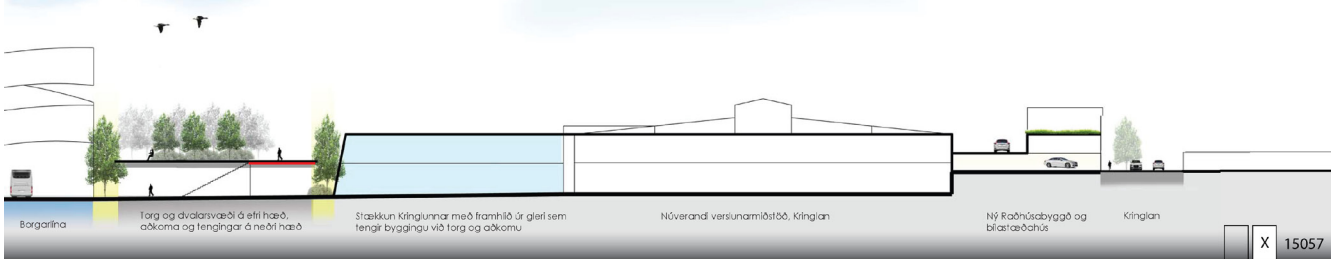 Borgarlína
Torg og dvalarsvæði á efri hæð,
aðkoma og tengingar á neðri hæð
Stækkun Kringlunnar með framhlið úr gleri sem
tengir byggingu við torg og aðkomu
Núverandi verslunarmiðstöð, Kringlan
Ný Raðhúsabyggð og
bílastæðahús
Kringlan
X 15057